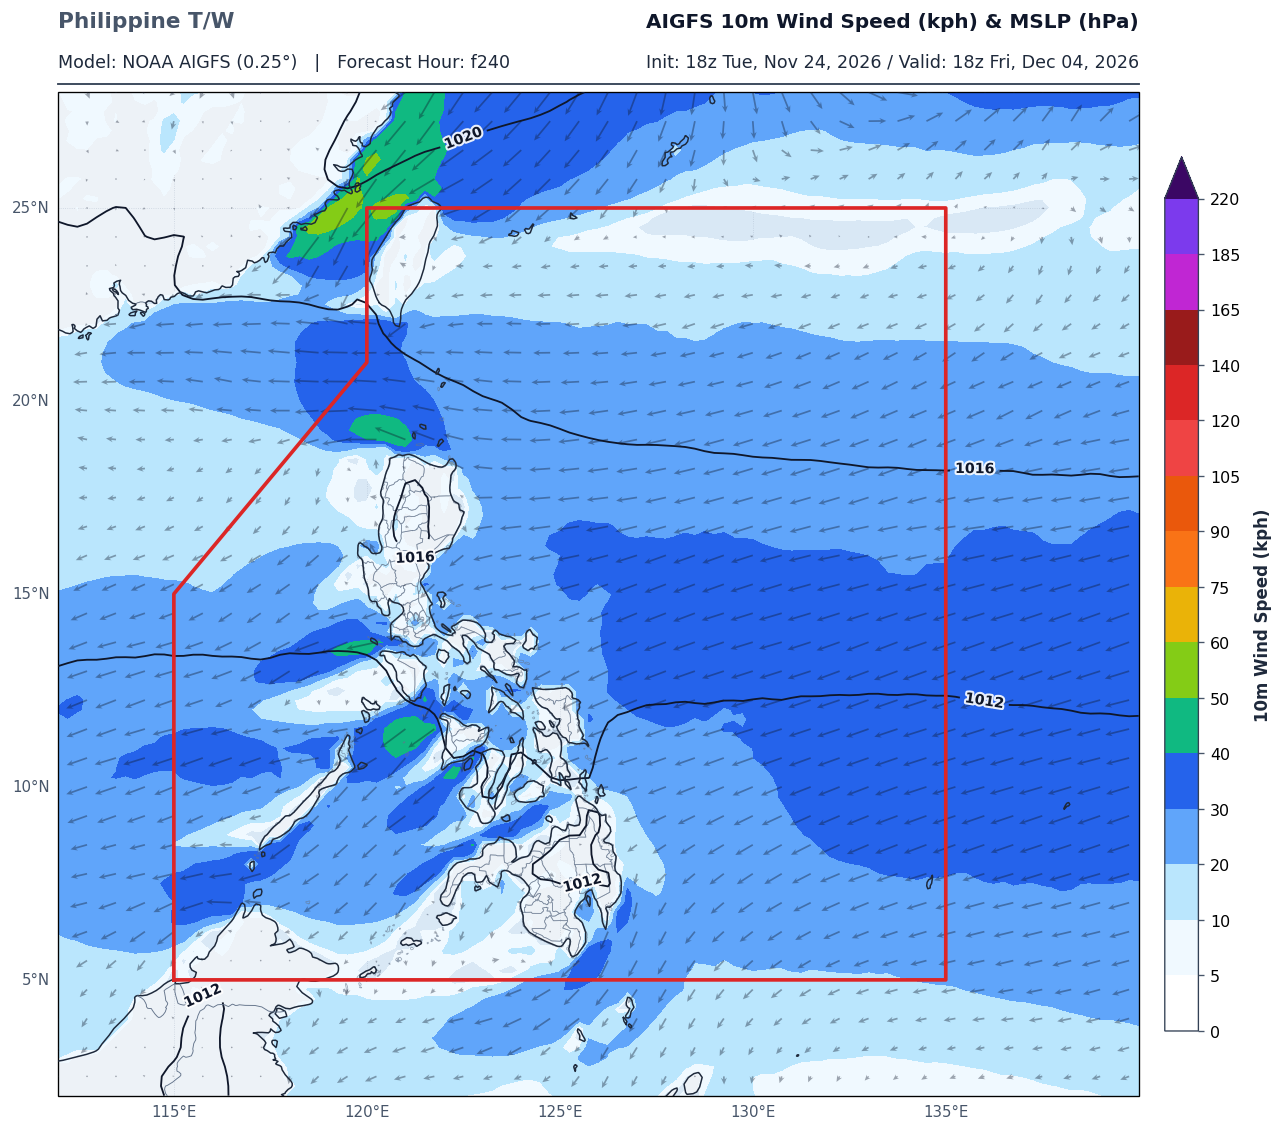 Philippine T/W
AIGFS 10m Wind Speed (kph) & MSLP (hPa)
Model: NOAA AIGFS (0.25°)   |   Forecast Hour: f240
Init: 18z Tue, Nov 24, 2026 / Valid: 18z Fri, Dec 04, 2026
1020
25°N
20°N
1016
1016
15°N
1012
10°N
1012
5°N
1012
115°E
120°E
125°E
130°E
135°E
220
185
165
140
120
105
90
75
60
50
40
30
20
10
5
0
10m Wind Speed (kph)